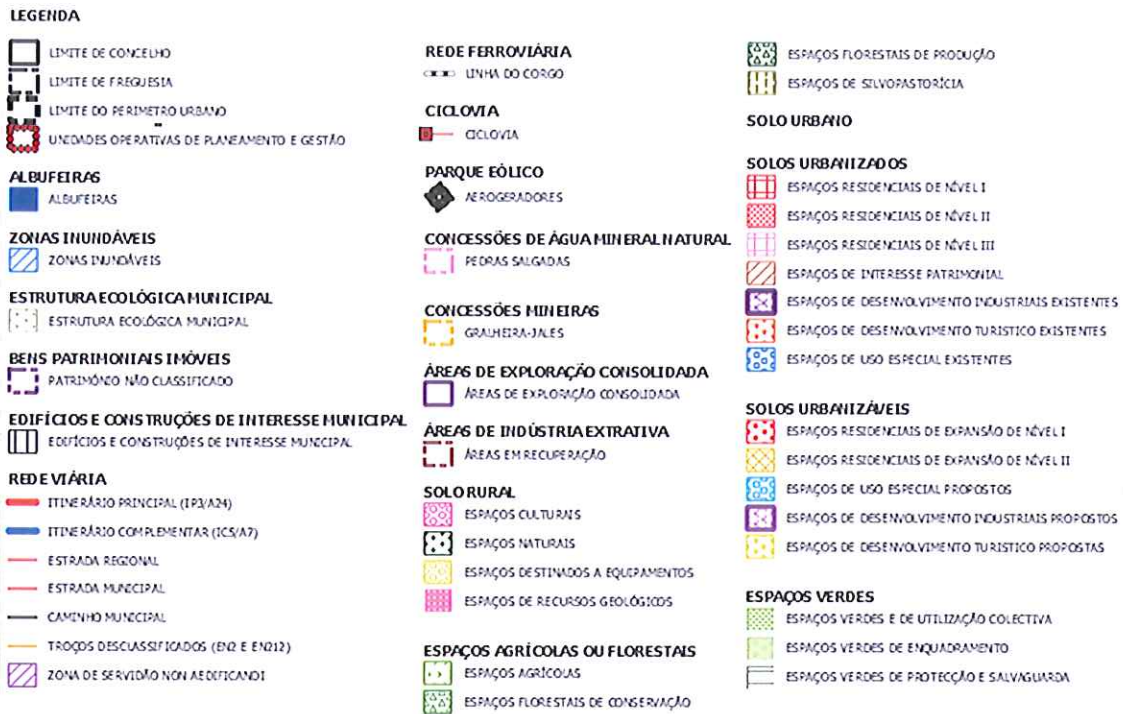 LEGENDA
LIMITE DE CONCELHO
LIMITE DE FREGUESIA
LIMITE DO PERIMETRO URBANO
UNIDADES OPERATIVAS DE PLANEAMENTO E GESTÃO
ALBUFEIRAS
ALBUFEIRAS
ZONAS INUNDÁVEIS
ZONAS INUNDÁVEIS
ESTRUTURA ECOLÓGICA MUNICIPAL
ESTRUTURA ECOLÓGICA MUNICIPAL
BENS PATRIMONIAIS IMÓVEIS
PATRIMÓNIO NÃO CLASSIFICADO
EDIFÍCIOS E CONSTRUÇÕES DE INTERESSE MUNICIPAL
EDIFÍCIOS E CONSTRUÇÕES DE INTERESSE MUNICIPAL
REDE VIÁRIA
ITINERÁRIO PRINCIPAL (IP3/A24)
ITINERÁRIO COMPLEMENTAR (IC5/A7)
ESTRADA REGIONAL
ESTRADA MUNICIPAL
CAMINHO MUNICIPAL
TROÇOS DESCLASSIFICADOS (EN2 E EN212)
ZONA DE SERVIDÃO NON AEDIFICANDI
REDE FERROVIÁRIA
LINHA DO CORGO
CICLOVIA
CICLOVIA
PARQUE EÓLICO
AEROGERADORES
CONCESSÕES DE ÁGUA MINERAL NATURAL
PEDRAS SALGADAS
CONCESSÕES MINEIRAS
GRALHEIRA-JALES
ÁREAS DE EXPLORAÇÃO CONSOLIDADA
ÁREAS DE EXPLORAÇÃO CONSOLIDADA
ÁREAS DE INDÚSTRIA EXTRATIVA
ÁREAS EM RECUPERAÇÃO
SOLO RURAL
ESPAÇOS CULTURAIS
ESPAÇOS NATURAIS
ESPAÇOS DESTINADOS A EQUIPAMENTOS
ESPAÇOS DE RECURSOS GEOLÓGICOS
ESPAÇOS AGRÍCOLAS OU FLORESTAIS
ESPAÇOS AGRÍCOLAS
ESPAÇOS FLORESTAIS DE CONSERVAÇÃO
ESPAÇOS FLORESTAIS DE PRODUÇÃO
ESPAÇOS DE SILVOPASTORÍCIA
SOLO URBANO
SOLOS URBANIZADOS
ESPAÇOS RESIDENCIAIS DE NÍVEL I
ESPAÇOS RESIDENCIAIS DE NÍVEL II
ESPAÇOS RESIDENCIAIS DE NÍVEL III
ESPAÇOS DE INTERESSE PATRIMONIAL
ESPAÇOS DE DESENVOLVIMENTO INDUSTRIAIS EXISTENTES
ESPAÇOS DE DESENVOLVIMENTO TURISTICO EXISTENTES
ESPAÇOS DE USO ESPECIAL EXISTENTES
SOLOS URBANIZÁVEIS
ESPAÇOS RESIDENCIAIS DE EXPANSÃO DE NÍVEL I
ESPAÇOS RESIDENCIAIS DE EXPANSÃO DE NÍVEL II
ESPAÇOS DE USO ESPECIAL PROPOSTOS
ESPAÇOS DE DESENVOLVIMENTO INDUSTRIAIS PROPOSTOS
ESPAÇOS DE DESENVOLVIMENTO TURISTICO PROPOSTAS
ESPAÇOS VERDES
ESPAÇOS VERDES E DE UTILIZAÇÃO COLECTIVA
ESPAÇOS VERDES DE ENQUADRAMENTO
ESPAÇOS VERDES DE PROTECÇÃO E SALVAGUARDA